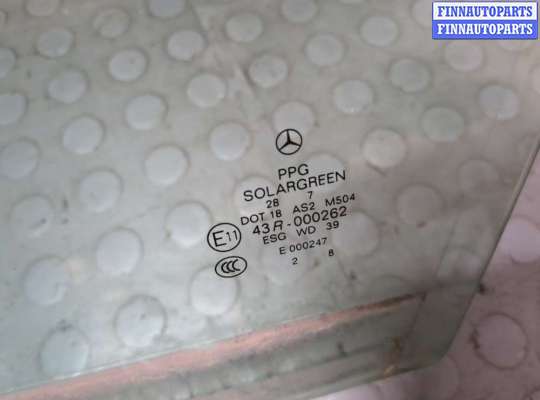 FINNAUTOPARTS
FINNAUTOPARTS
PPG
SOLARGREEN
28 7
DOT 18 AS2 M504
43R-000262
ESG WD 39
E 000247
2 8
E11
CCC